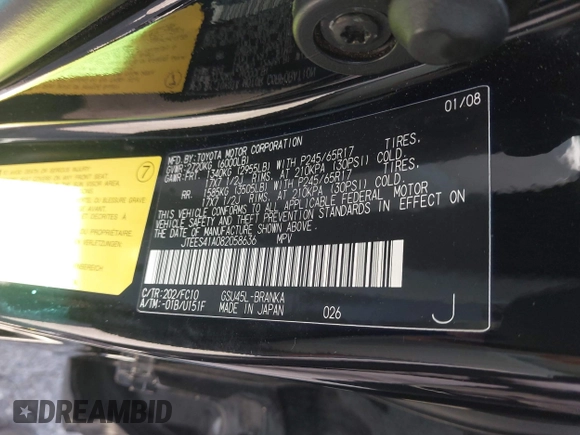 01/08
MFD.BY:TOYOTA MOTOR CORPORATION
GVWR: 2720KG (6000LB)
GAWR:FRT. 1340KG (2955LB) WITH P245/65R17 TIRES,
17X7 1/2J RIMS, AT 210KPA (30PSI) COLD.
RR. 1585KG (3505LB) WITH P245/65R17 TIRES,
17X7 1/2J RIMS, AT 210KPA (30PSI) COLD.
THIS VEHICLE CONFORMS TO ALL APPLICABLE FEDERAL MOTOR
VEHICLE SAFETY AND THEFT PREVENTION STANDARDS IN EFFECT
ON THE DATE OF MANUFACTURE SHOWN ABOVE.
JTEES41A082058636 MPV
C/TR:202/FC10 GSU45L-BRANKA
A/TM:-01B/U151F MADE IN JAPAN 026 J
7
DREAMBID